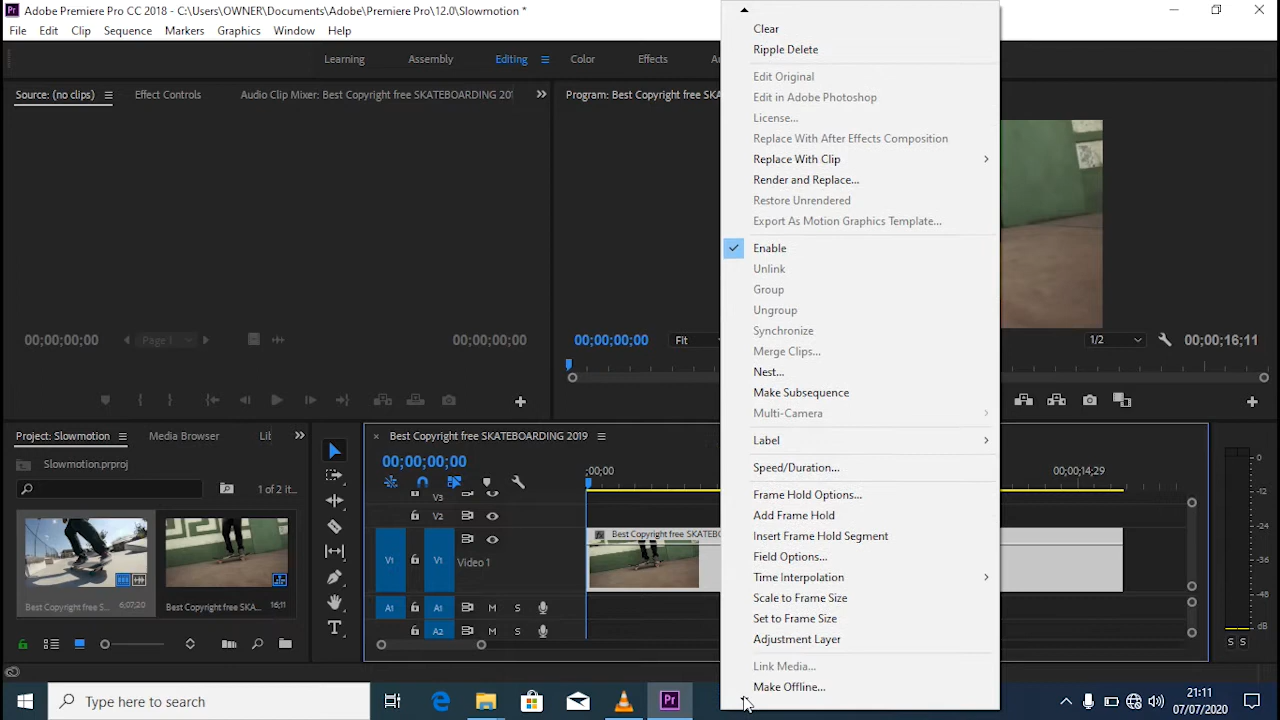 Adobe Premiere Pro CC 2018 - C:\Users\OWNER\Documents\Adobe\Premiere Pro\12.0\Slowmotion *
File Edit Clip Sequence Markers Graphics Window Help
Learning Assembly Editing Color Effects
Source: (no clips) Effect Controls Audio Clip Mixer: Best Copyright free SKATEBOARDING 201
Program: Best Copyright free SKA
00;00;00;00 Page 1 00;00;00;00
00;00;00;00 Fit 1/2 00;00;16;11
Clear
Ripple Delete
Edit Original
Edit in Adobe Photoshop
License...
Replace With After Effects Composition
Replace With Clip
Render and Replace...
Restore Unrendered
Export As Motion Graphics Template...
Enable
Unlink
Group
Ungroup
Synchronize
Merge Clips...
Nest...
Make Subsequence
Multi-Camera
Label
Speed/Duration...
Frame Hold Options...
Add Frame Hold
Insert Frame Hold Segment
Field Options...
Time Interpolation
Scale to Frame Size
Set to Frame Size
Adjustment Layer
Link Media...
Make Offline...
Project: Slowmotion Media Browser Lil
Slowmotion.prproj
1 of 2 it...
Best Copyright free S... 6;07;20
Best Copyright free SKA... 16;11
Best Copyright free SKATEBOARDING 2019
00;00;00;00
:00;00 00;00;14;29
V3
V2
V1 V1 Video 1
Best Copyright free SKATEBO
A1 A1 M S
A2 M S
0
-12
-24
-36
-48
dB
S S
Type here to search
21:11
07/07/2020